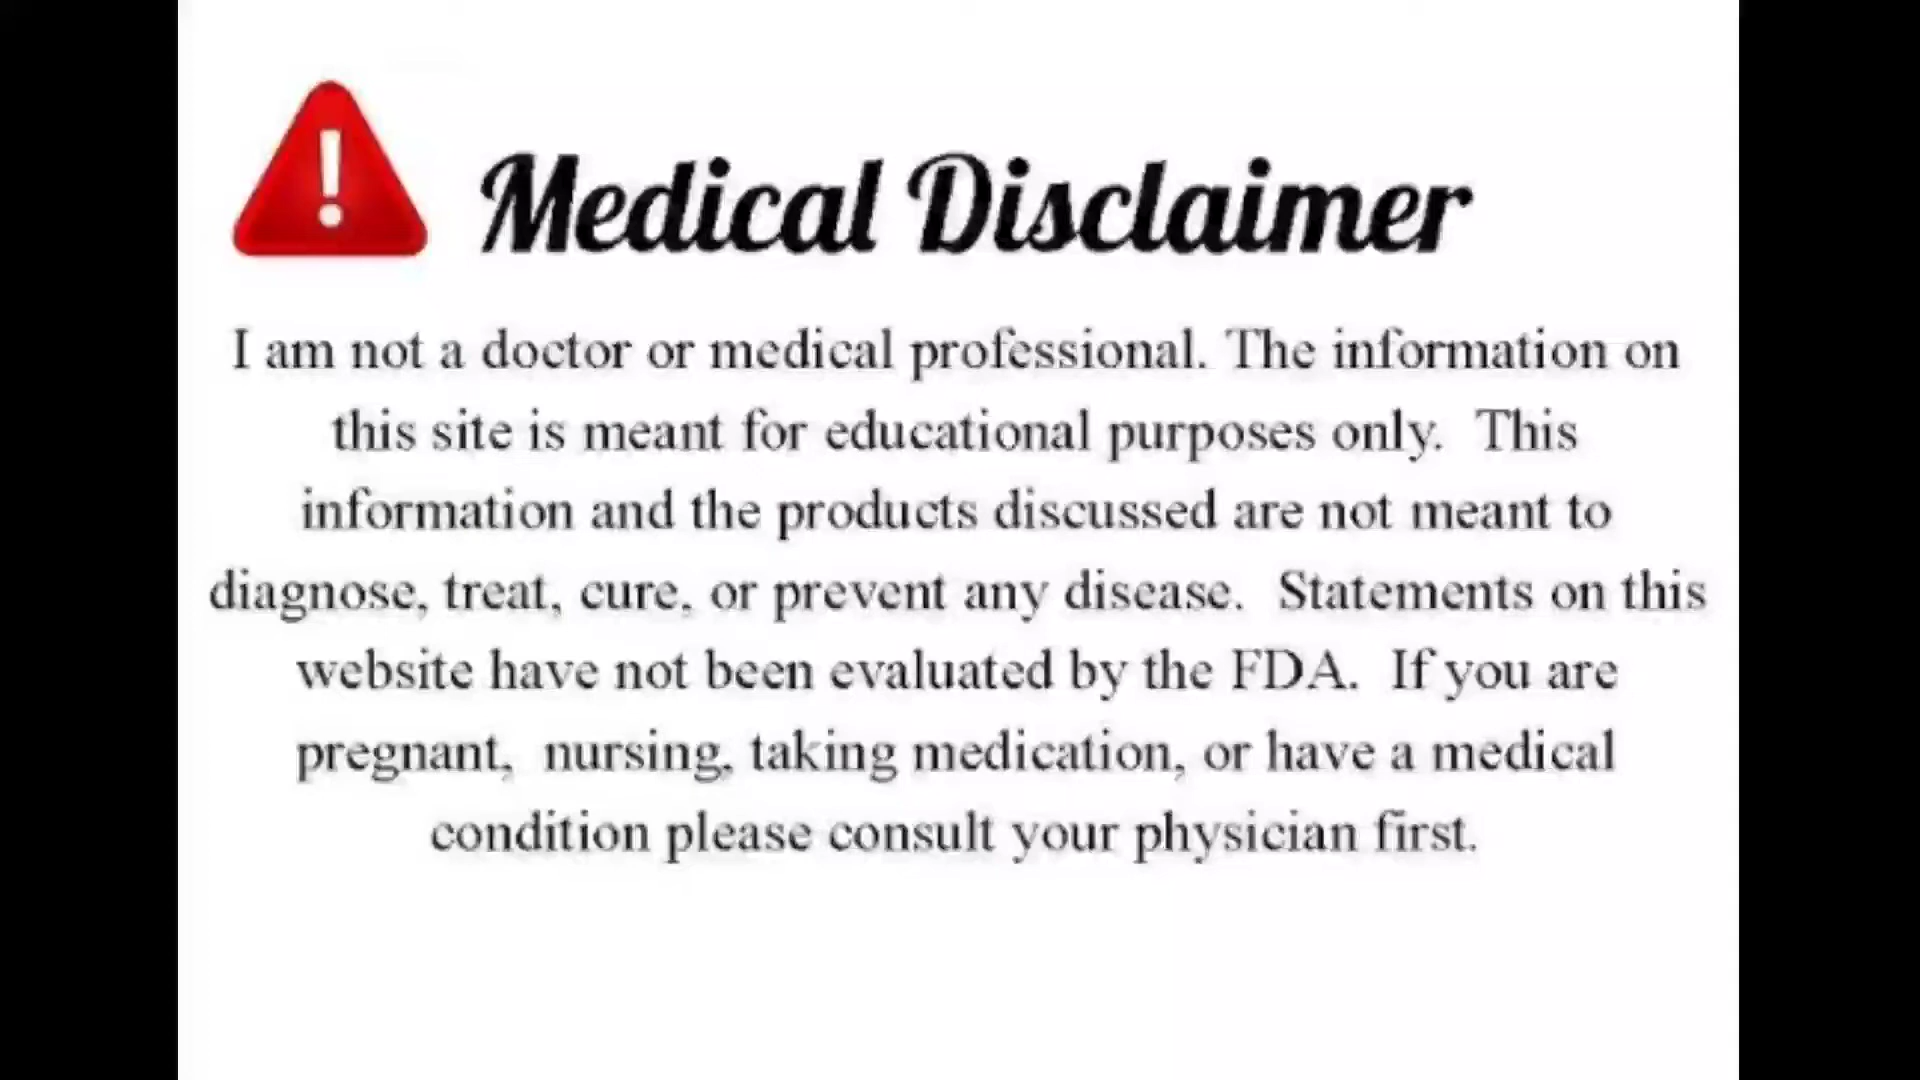 Medical Disclaimer
I am not a doctor or medical professional. The information on
this site is meant for educational purposes only. This
information and the products discussed are not meant to
diagnose, treat, cure, or prevent any disease. Statements on this
website have not been evaluated by the FDA. If you are
pregnant, nursing, taking medication, or have a medical
condition please consult your physician first.